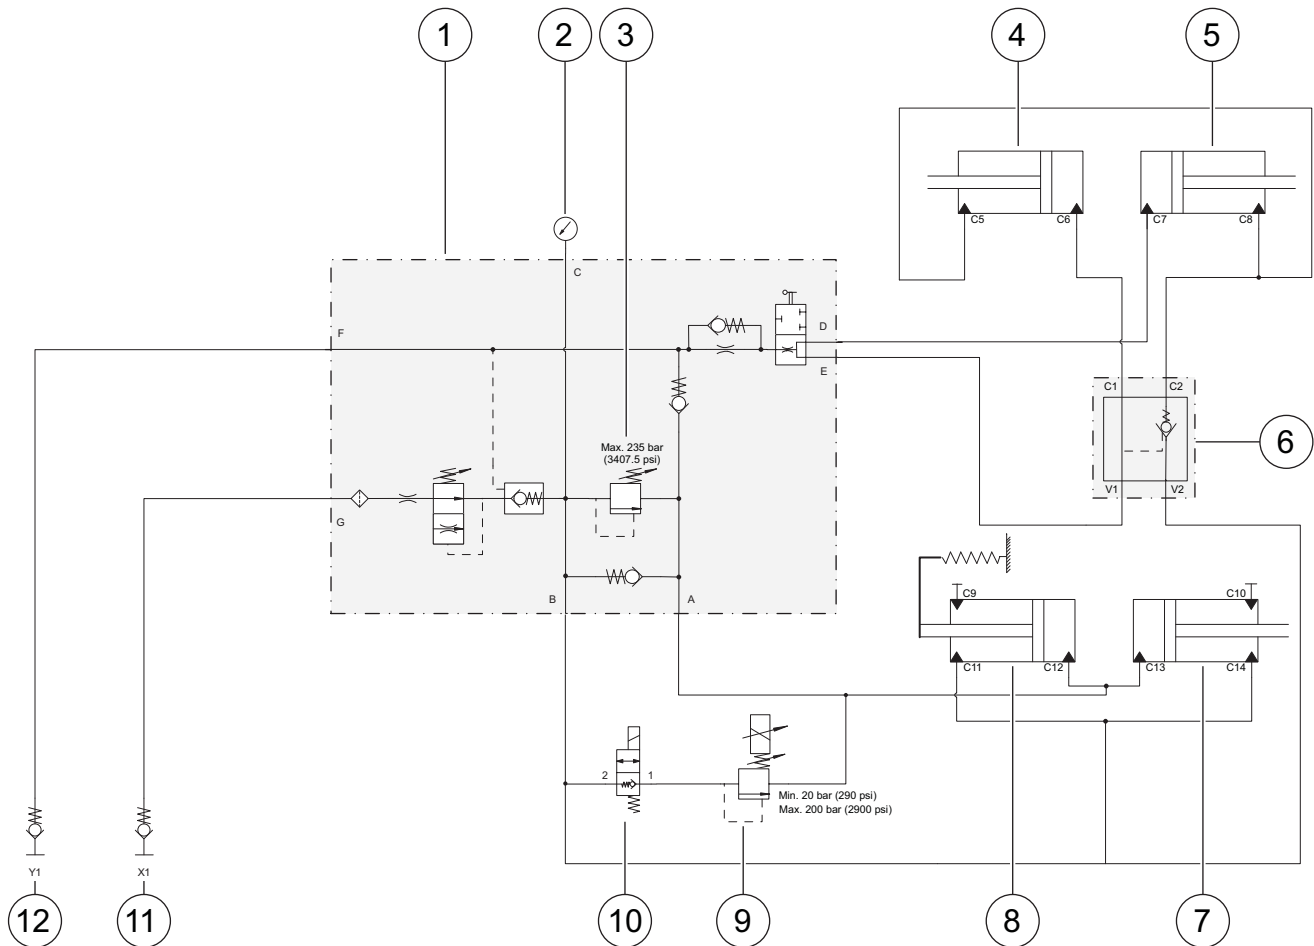 1 2 3 4 5
C5 C6 C7 C8
C
F D
E
C1 C2
6
Max. 235 bar
(3407.5 psi)
G
V1 V2
B A
C9 C10
C11 C12 C13 C14
2 1
Min. 20 bar (290 psi)
Max. 200 bar (2900 psi)
Y1 X1
12 11 10 9 8 7